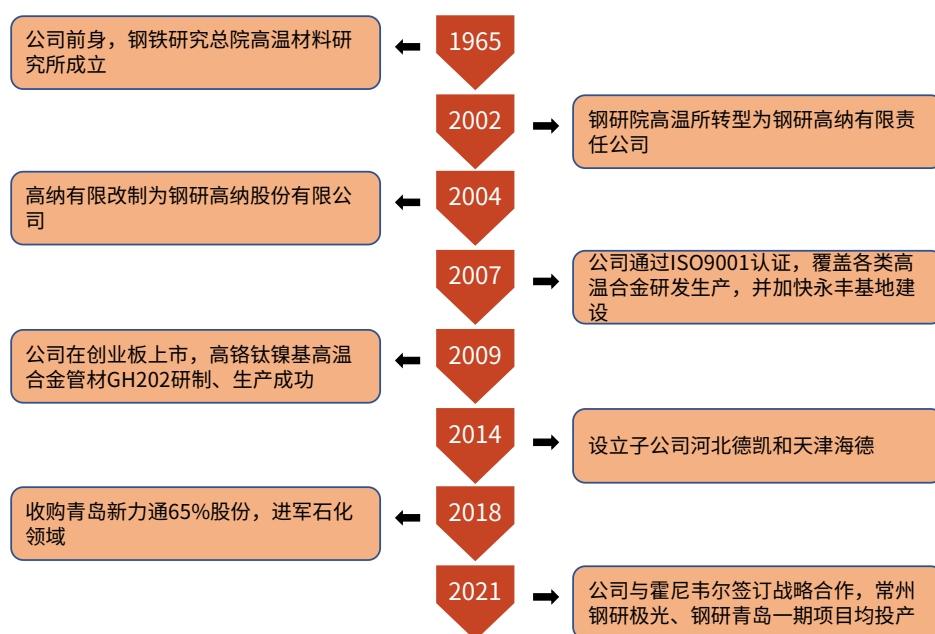 公司前身，钢铁研究总院高温材料研
究所成立
1965
2002
钢研院高温所转型为钢研高纳有限责
任公司
高纳有限改制为钢研高纳股份有限公
司
2004
2007
公司通过ISO9001认证，覆盖各类高
温合金研发生产，并加快永丰基地建
设
公司在创业板上市，高铬钛镍基高温
合金管材GH202研制、生产成功
2009
2014
设立子公司河北德凯和天津海德
收购青岛新力通65%股份，进军石化
领域
2018
2021
公司与霍尼韦尔签订战略合作，常州
钢研极光、钢研青岛一期项目均投产